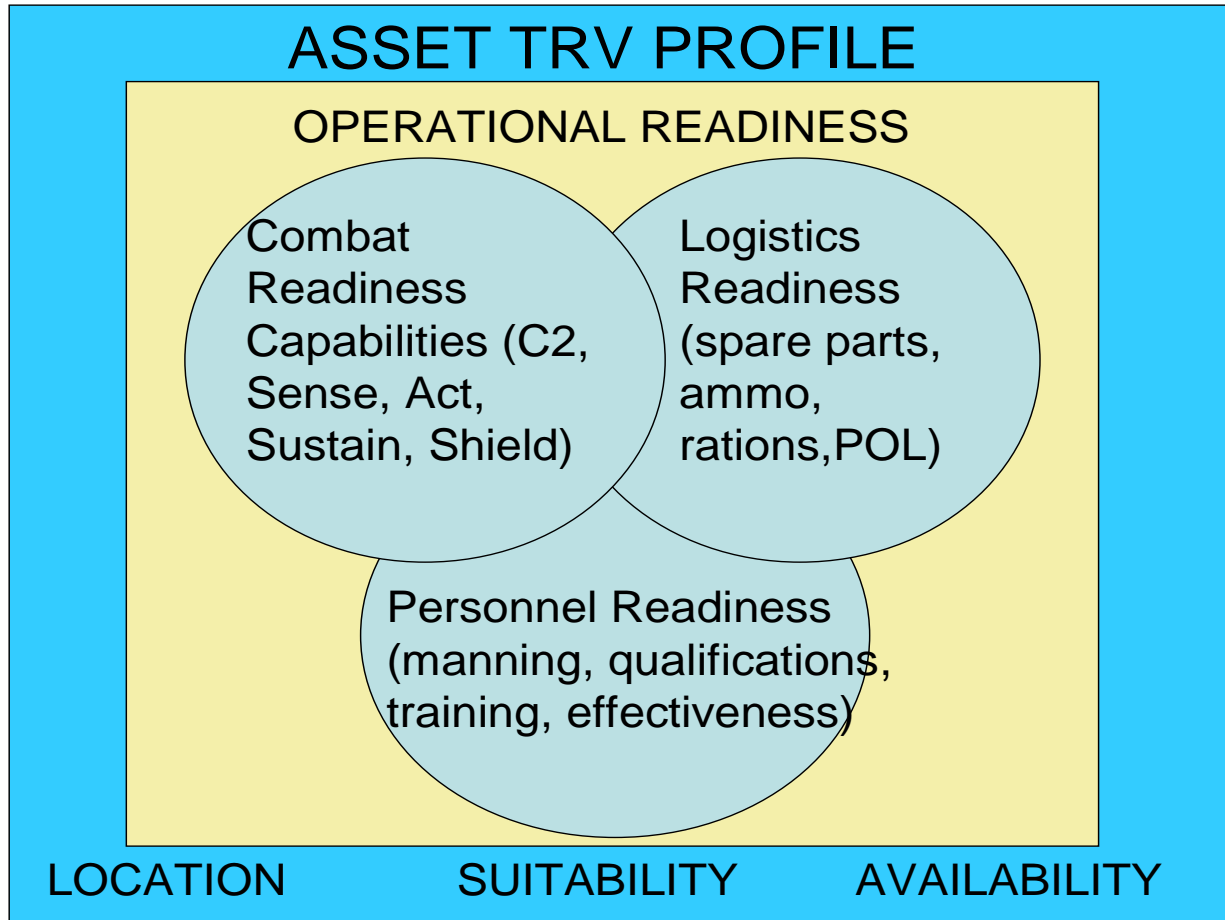 ASSET TRV PROFILE
OPERATIONAL READINESS
Combat
Readiness
Capabilities (C2,
Sense, Act,
Sustain, Shield)
Logistics
Readiness
(spare parts,
ammo,
rations,POL)
Personnel Readiness
(manning, qualifications,
training, effectiveness)
LOCATION SUITABILITY AVAILABILITY